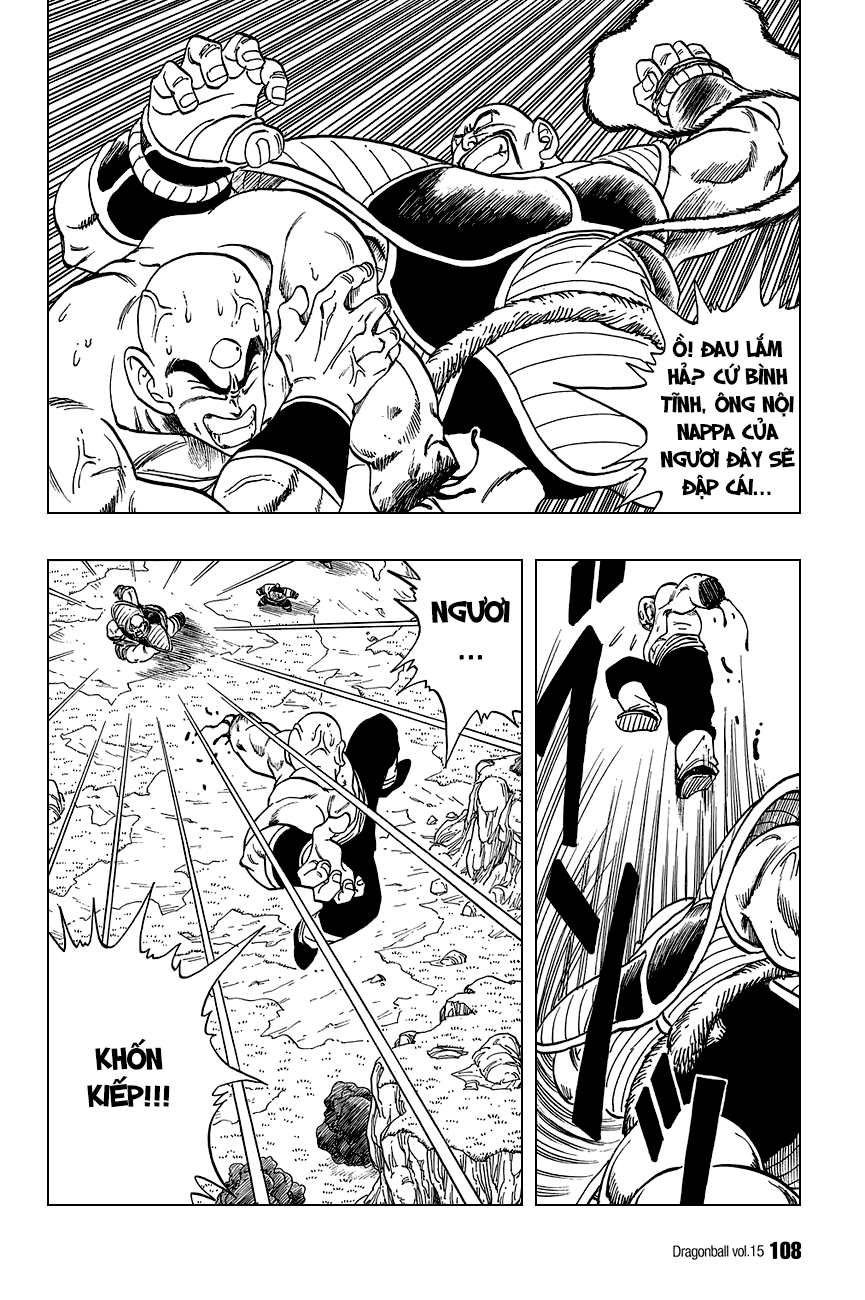 Ồ! ĐAU LẮM
HẢ? CỨ BÌNH
TĨNH, ÔNG NỘI
NAPPA CỦA
NGƯƠI ĐÂY SẼ
ĐẬP CÁI...
NGƯƠI
...
KHỐN
KIẾP!!!
Dragonball vol.15 108